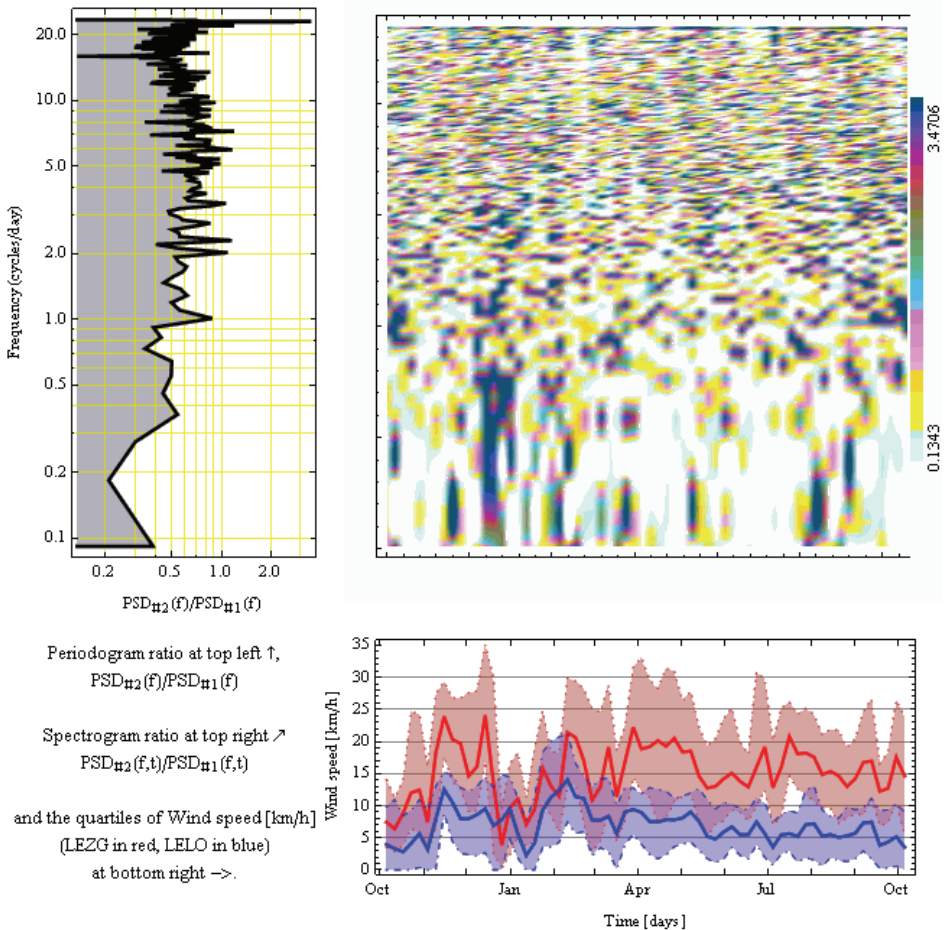 20.0
10.0
5.0
2.0
1.0
0.5
0.2
0.1
Frequency (cycles/day)
0.2 0.5 1.0 2.0
PSD#2(f)/PSD#1(f)
3.4706
0.1343
Periodogram ratio at top left ↑,
PSD#2(f)/PSD#1(f)
Spectrogram ratio at top right ↗
PSD#2(f,t)/PSD#1(f,t)
and the quartiles of Wind speed [km/h]
(LEZG in red, LELO in blue)
at bottom right −>.
Wind speed [km/h]
35
30
25
20
15
10
5
0
Oct Jan Apr Jul Oct
Time [days]